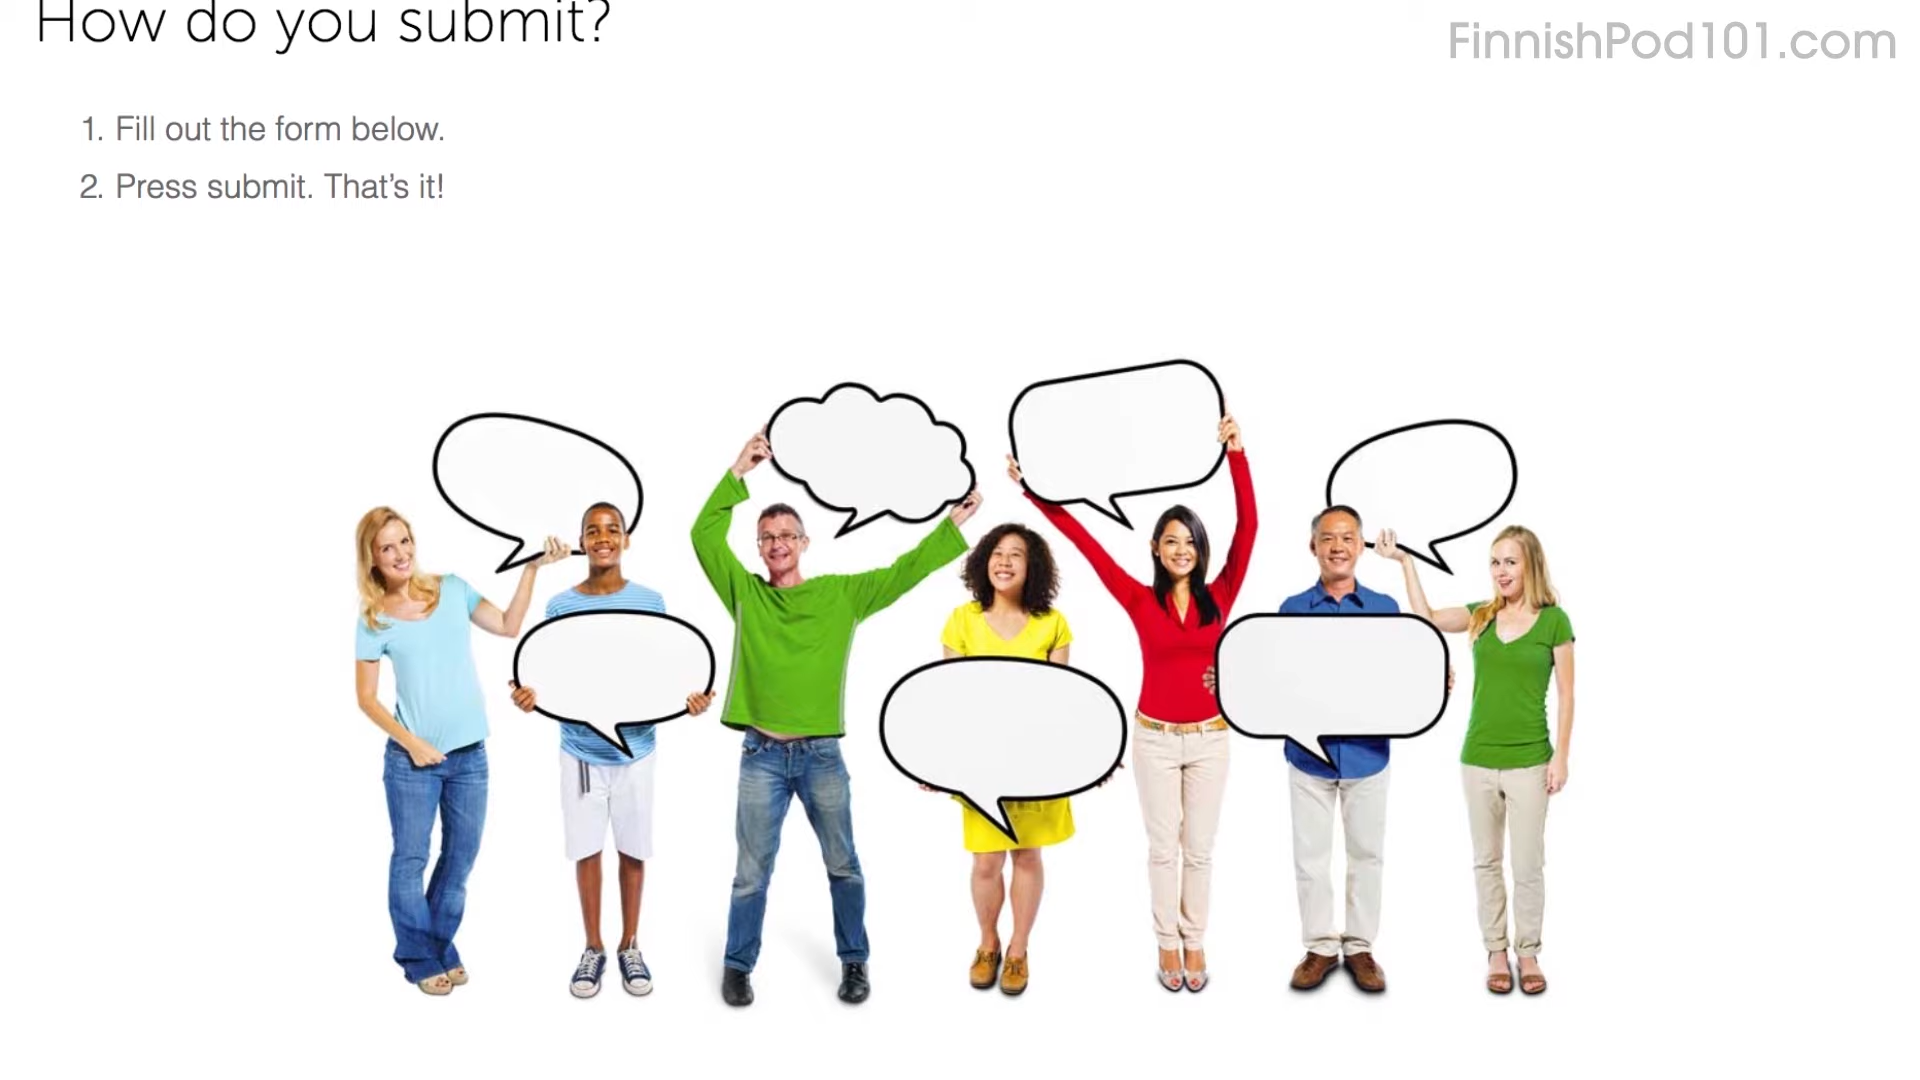 How do you submit?
FinnishPod101.com
1. Fill out the form below.
2. Press submit. That’s it!